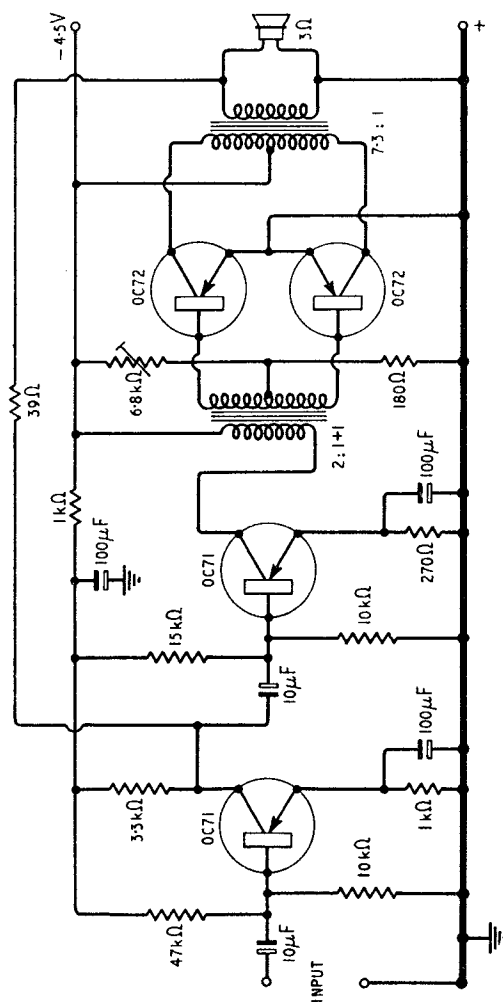 39Ω
-4·5V
1kΩ
100μF
47kΩ
3·3kΩ
15kΩ
6·8kΩ
OC71
OC71
OC72
OC72
2:1+1
7·3:1
3Ω
10μF
10μF
INPUT
10kΩ
1kΩ
100μF
10kΩ
270Ω
100μF
180Ω
+